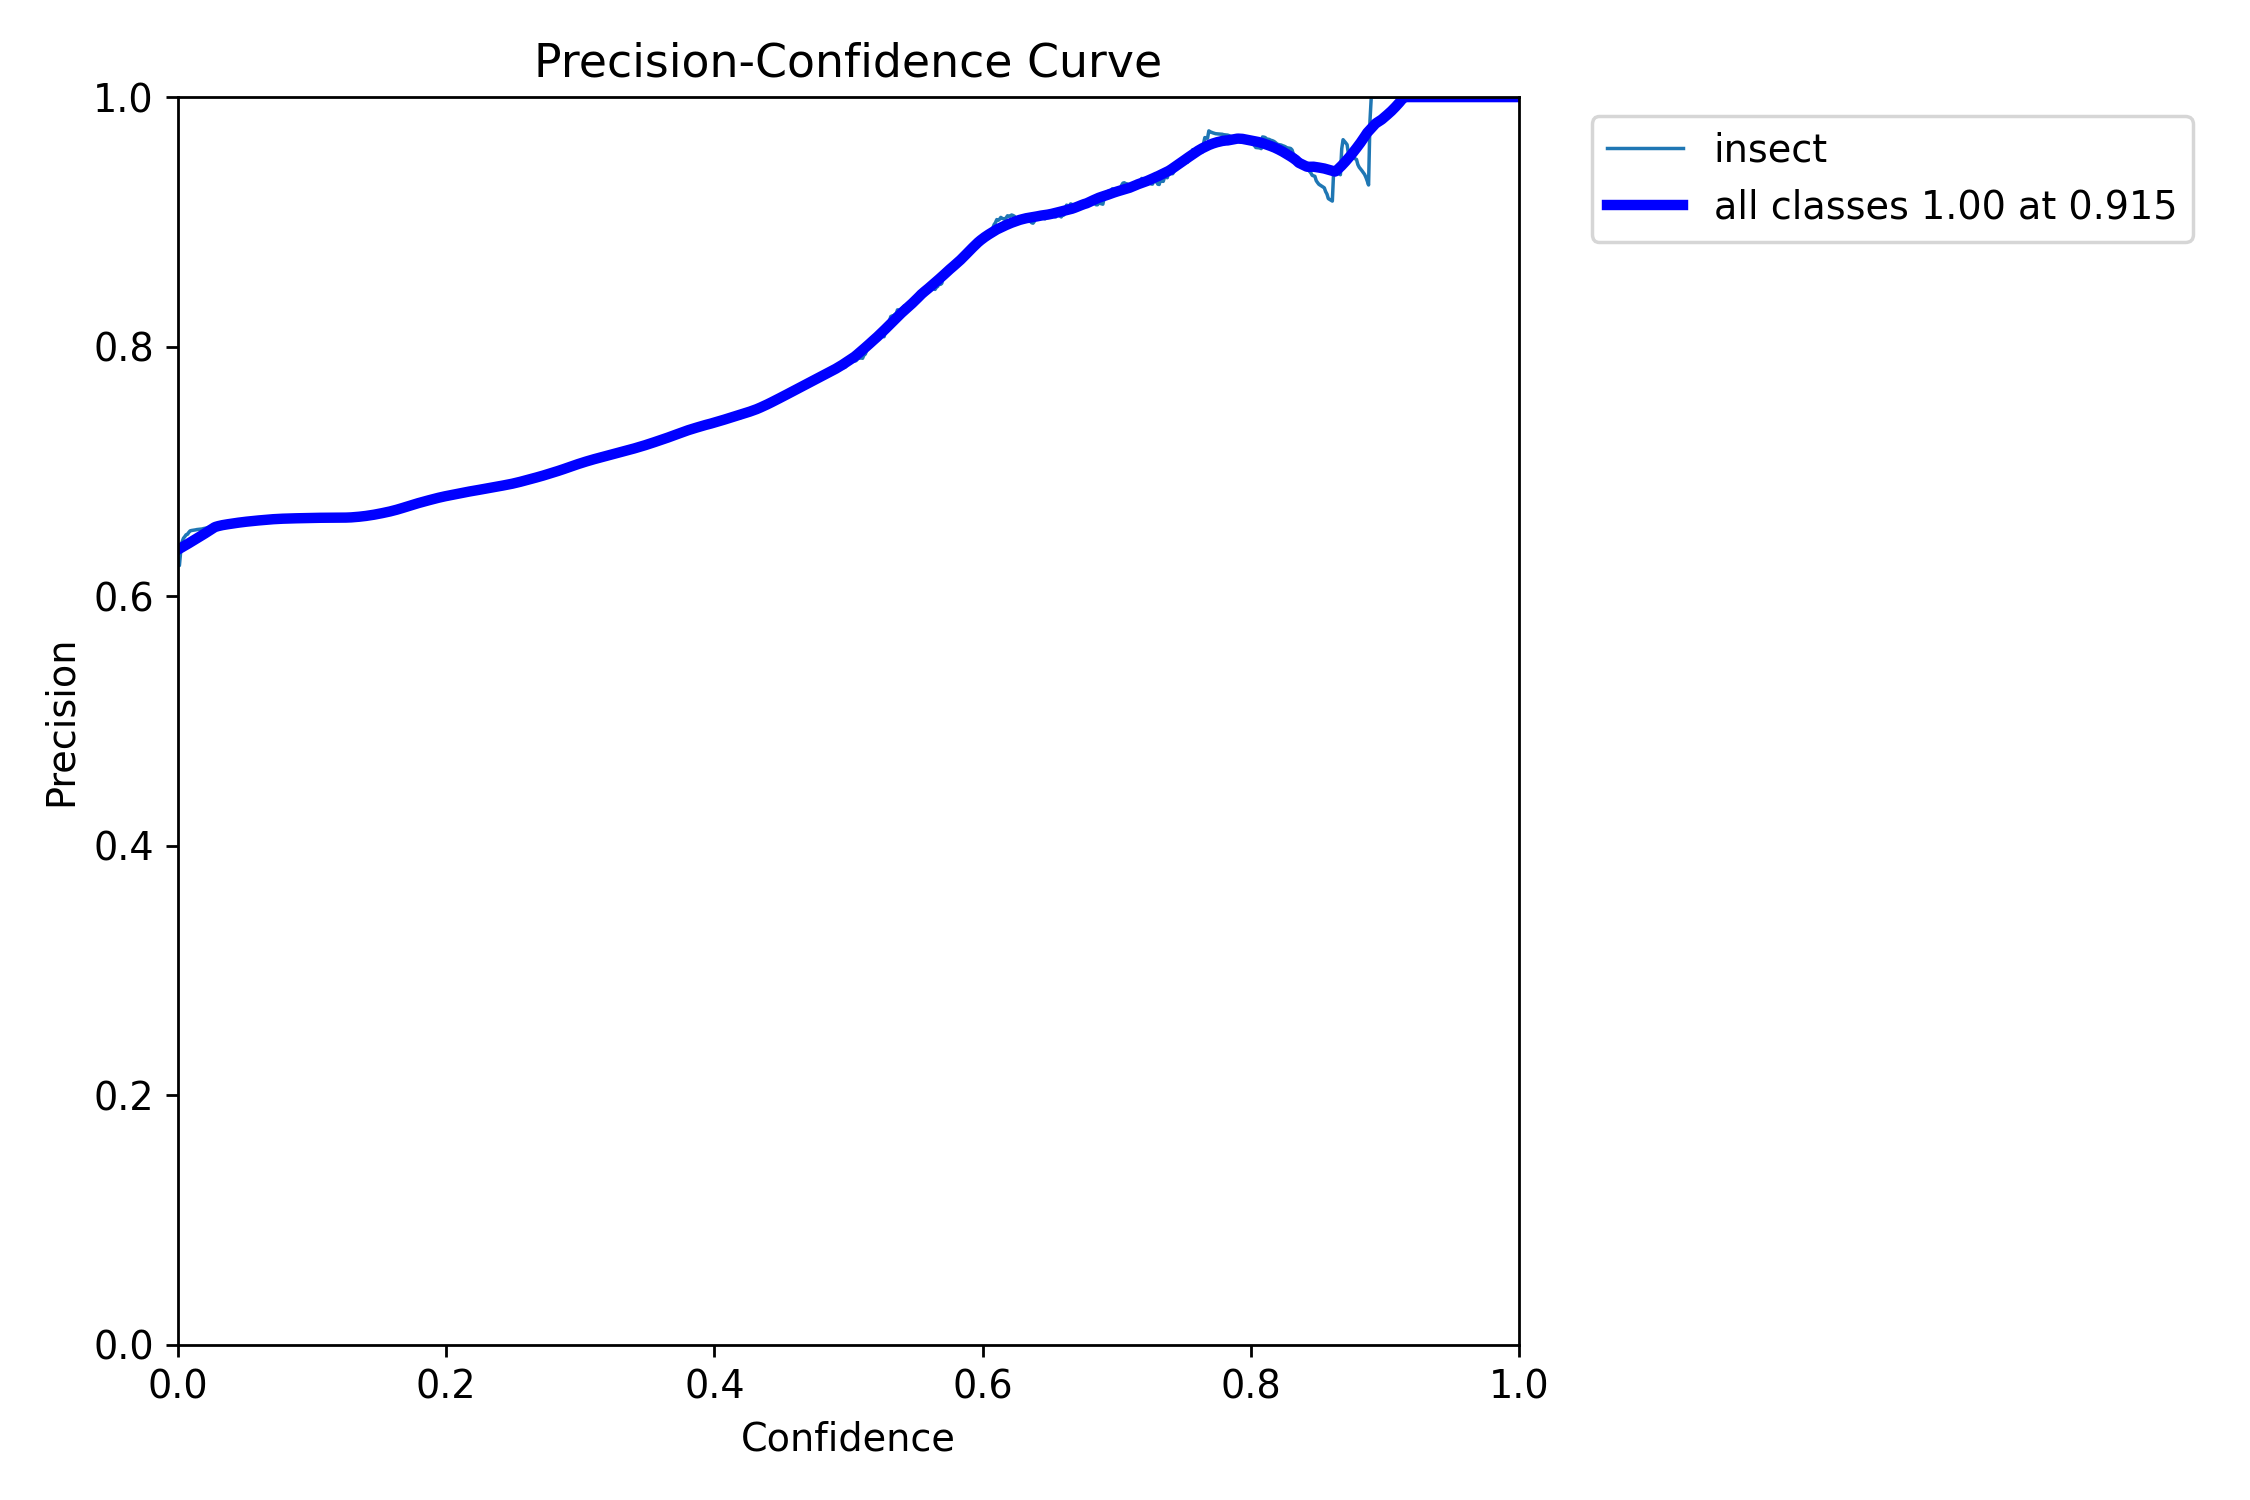 Precision-Confidence Curve
1.0
0.8
0.6
0.4
0.2
0.0
Precision
0.0 0.2 0.4 0.6 0.8 1.0
Confidence
insect
all classes 1.00 at 0.915